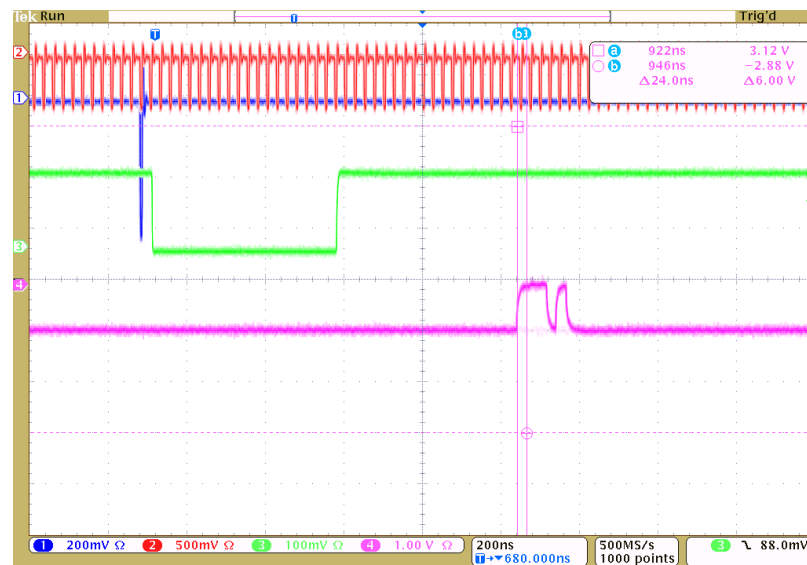 Tek Run Trig'd
T
T
b1
2
a 922ns 3.12 V
b 946ns −2.88 V
Δ24.0ns Δ6.00 V
1
3
4
1 200mV Ω 2 500mV Ω 3 100mV Ω 4 1.00 V Ω 200ns 500MS/s 3 88.0mV
T→▼680.000ns 1000 points